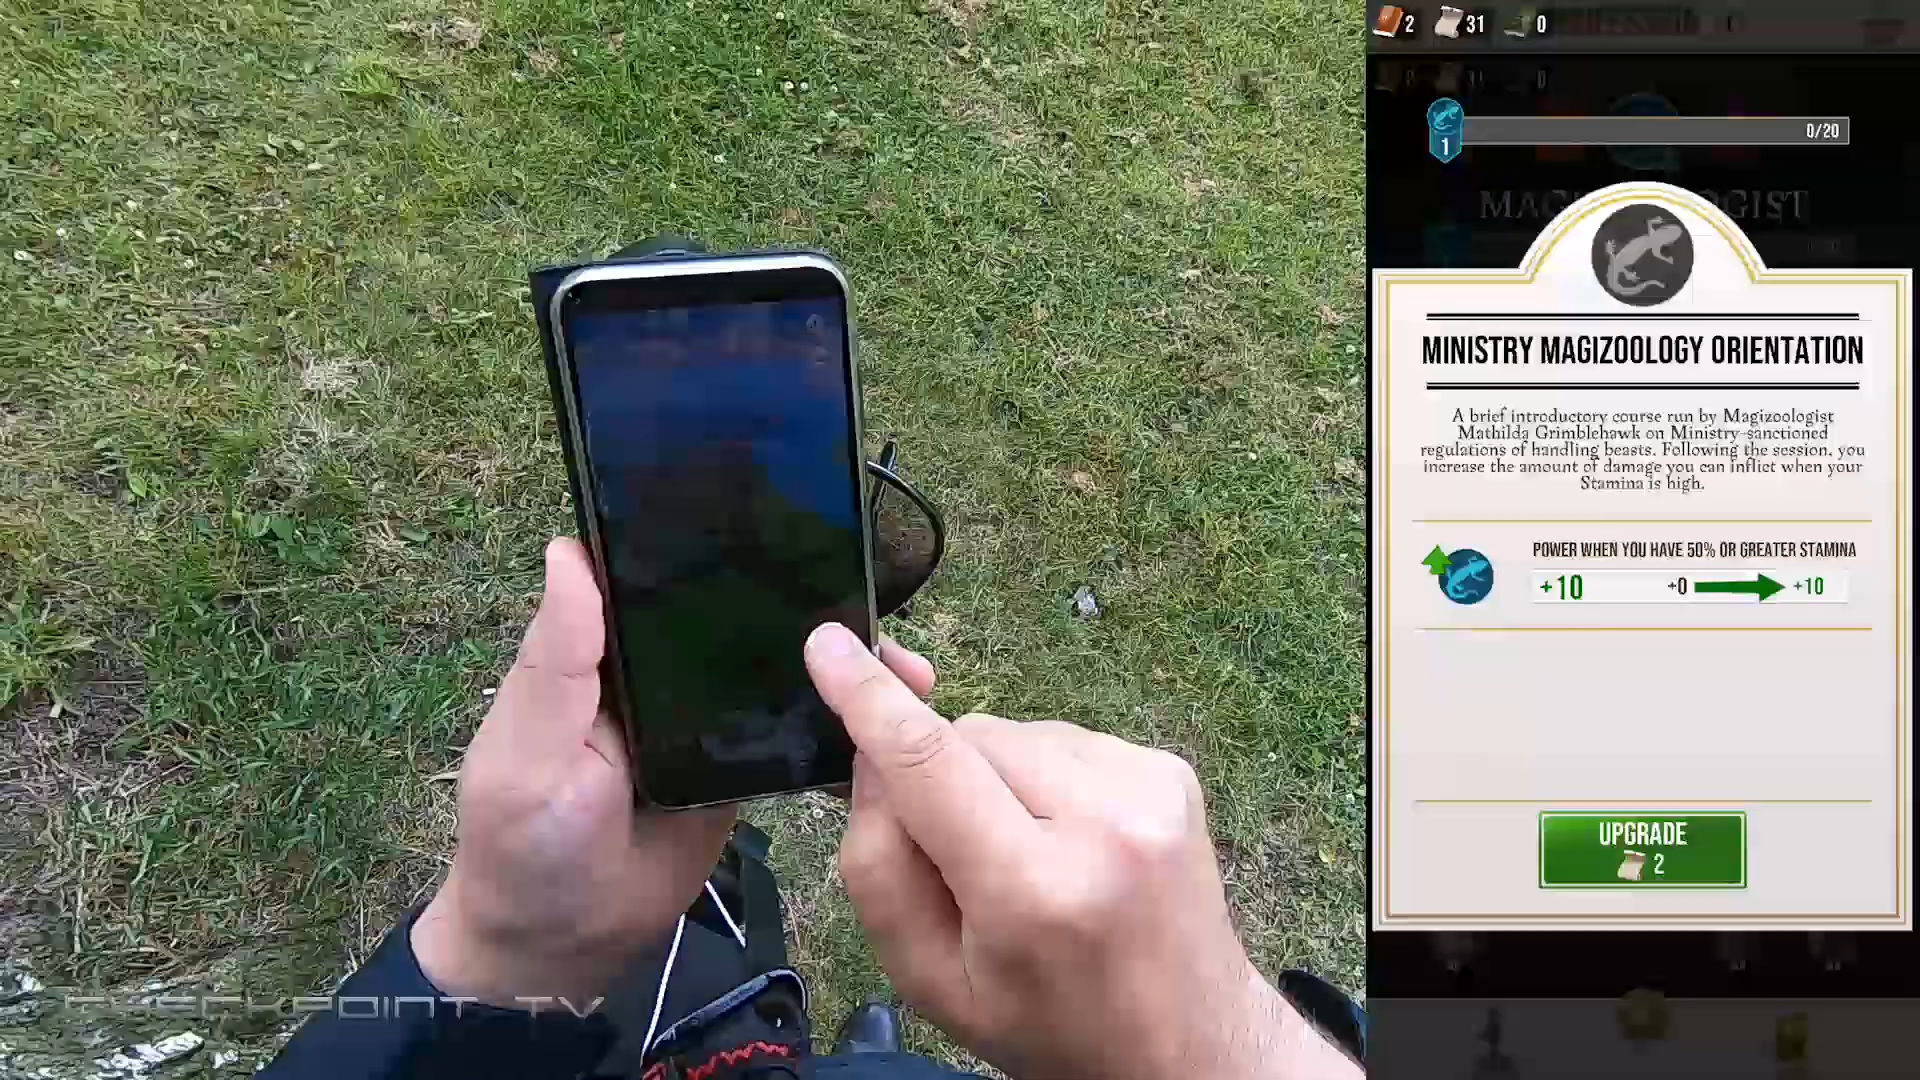 2 31 0
0/20
1
MINISTRY MAGIZOOLOGY ORIENTATION
A brief introductory course run by Magizoologist
Mathilda Grimblehawk on Ministry-sanctioned
regulations of handling beasts. Following the session, you
increase the amount of damage you can inflict when your
Stamina is high.
POWER WHEN YOU HAVE 50% OR GREATER STAMINA
+10 +0 +10
UPGRADE
2
CHECKPOINT TV